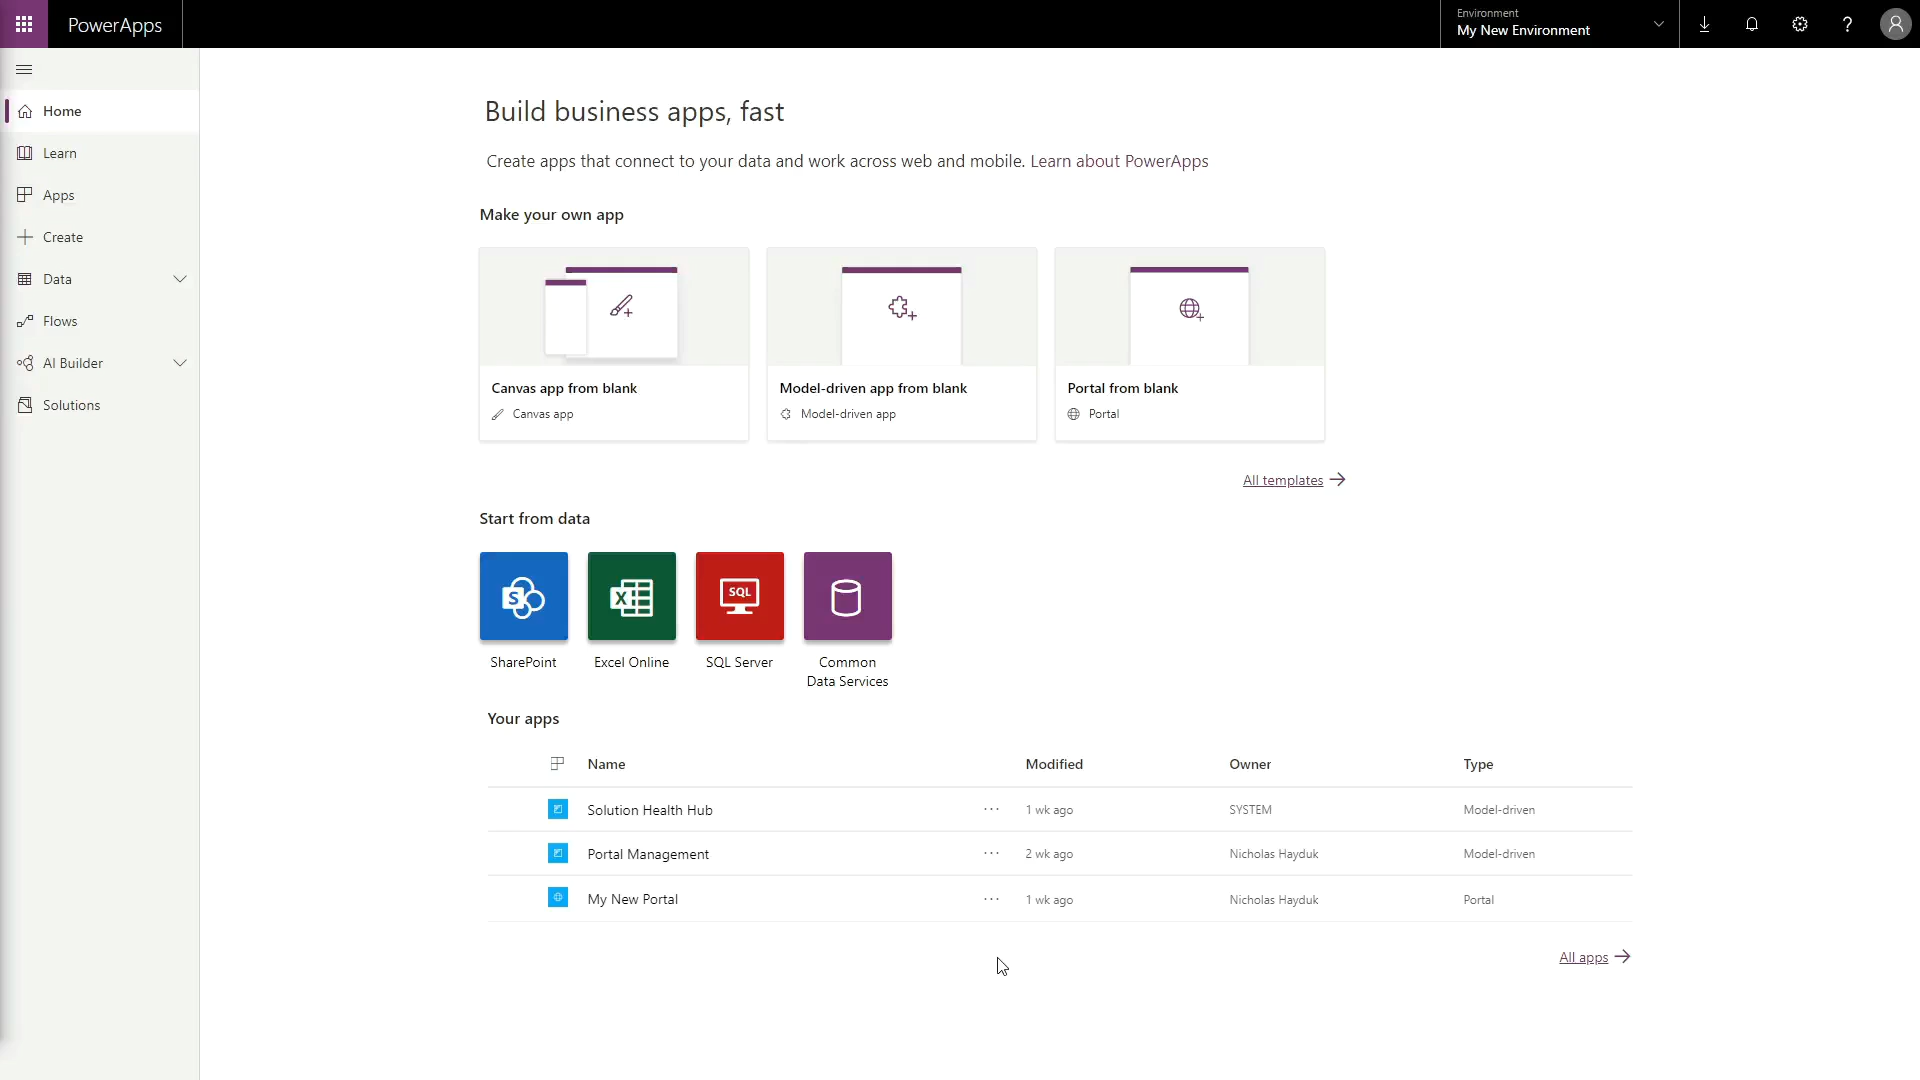 PowerApps
Environment
My New Environment
?
Home
Learn
Apps
Create
Data
Flows
AI Builder
Solutions
Build business apps, fast
Create apps that connect to your data and work across web and mobile. Learn about PowerApps
Make your own app
Canvas app from blank
Canvas app
Model-driven app from blank
Model-driven app
Portal from blank
Portal
All templates
Start from data
S
X
SQL
SharePoint
Excel Online
SQL Server
Common
Data Services
Your apps
Name Modified Owner Type
Solution Health Hub ... 1 wk ago SYSTEM Model-driven
Portal Management ... 2 wk ago Nicholas Hayduk Model-driven
My New Portal ... 1 wk ago Nicholas Hayduk Portal
All apps